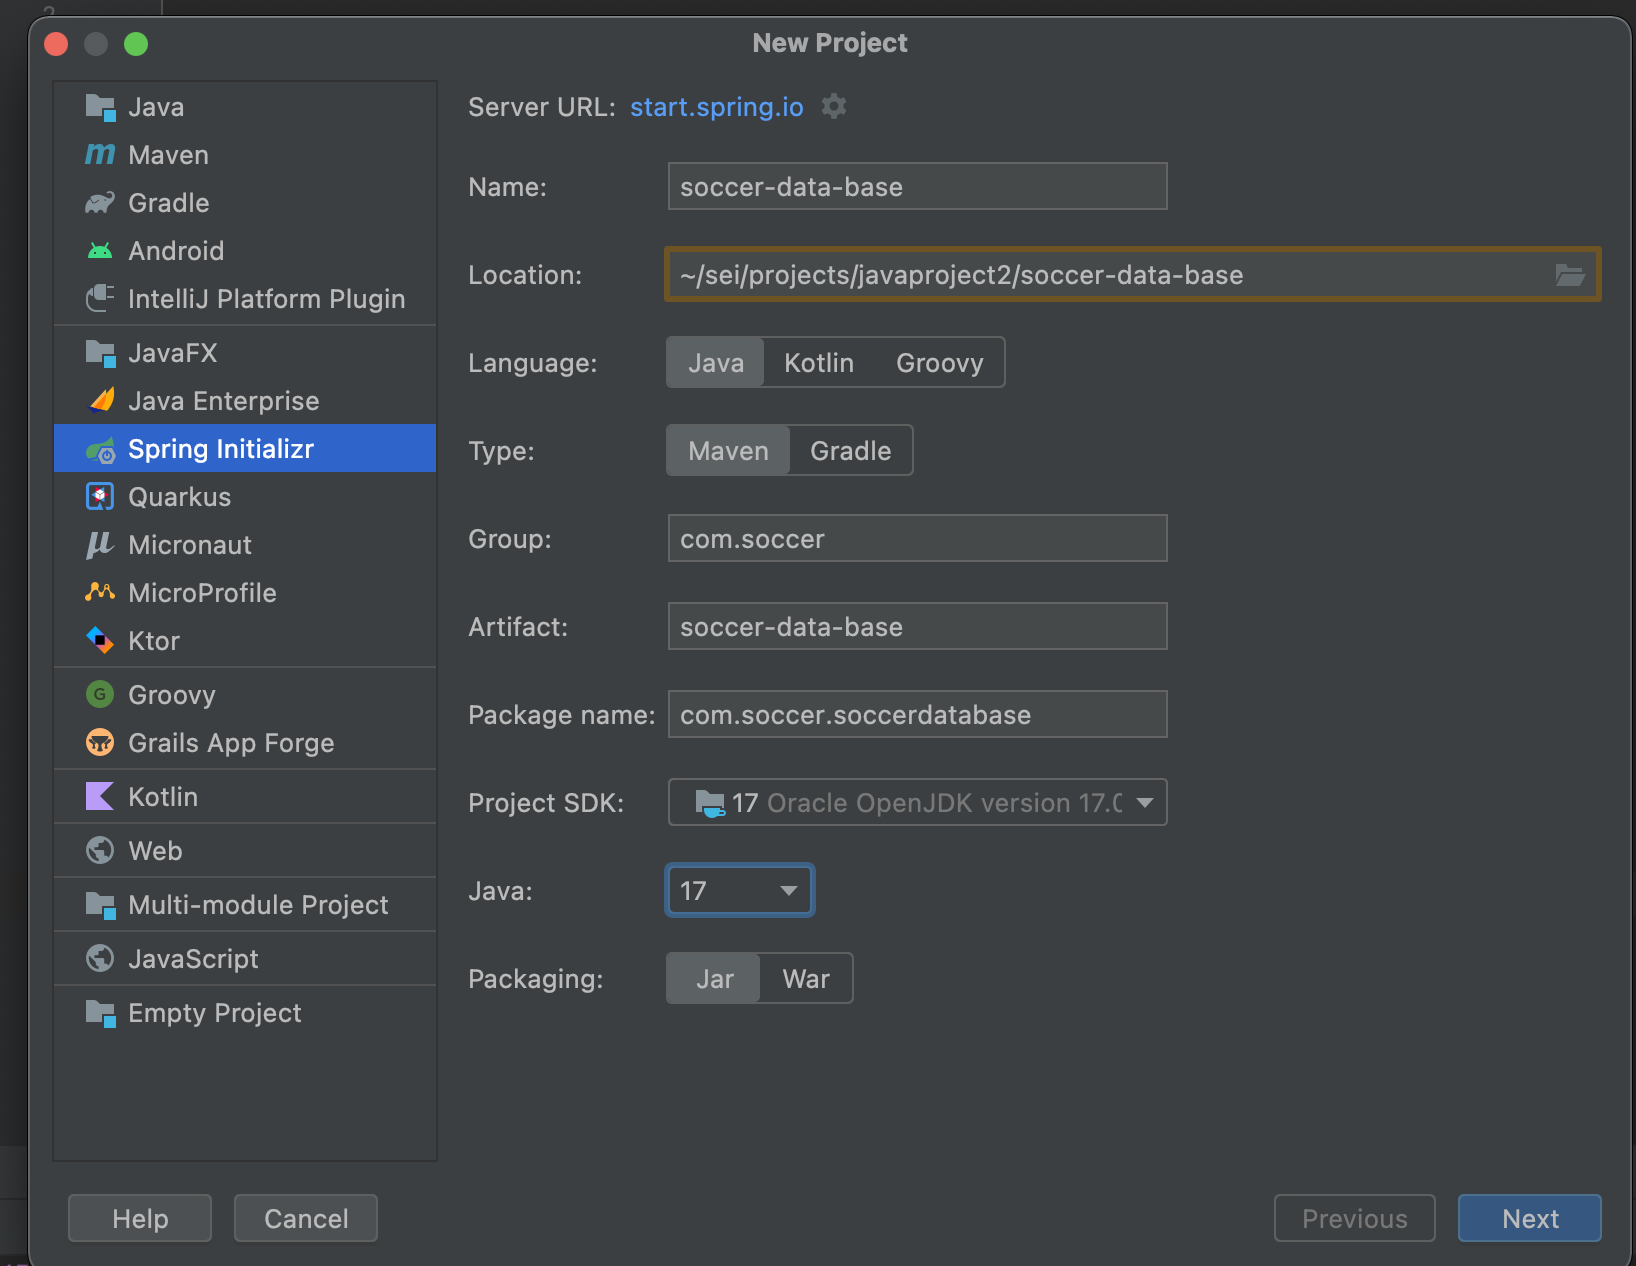 New Project
Java
Maven
Gradle
Android
IntelliJ Platform Plugin
JavaFX
Java Enterprise
Spring Initializr
Quarkus
Micronaut
MicroProfile
Ktor
Groovy
Grails App Forge
Kotlin
Web
Multi-module Project
JavaScript
Empty Project
Server URL: start.spring.io
Name: soccer-data-base
Location: ~/sei/projects/javaproject2/soccer-data-base
Language: Java Kotlin Groovy
Type: Maven Gradle
Group: com.soccer
Artifact: soccer-data-base
Package name: com.soccer.soccerdatabase
Project SDK: 17 Oracle OpenJDK version 17.0
Java: 17
Packaging: Jar War
Help Cancel Previous Next